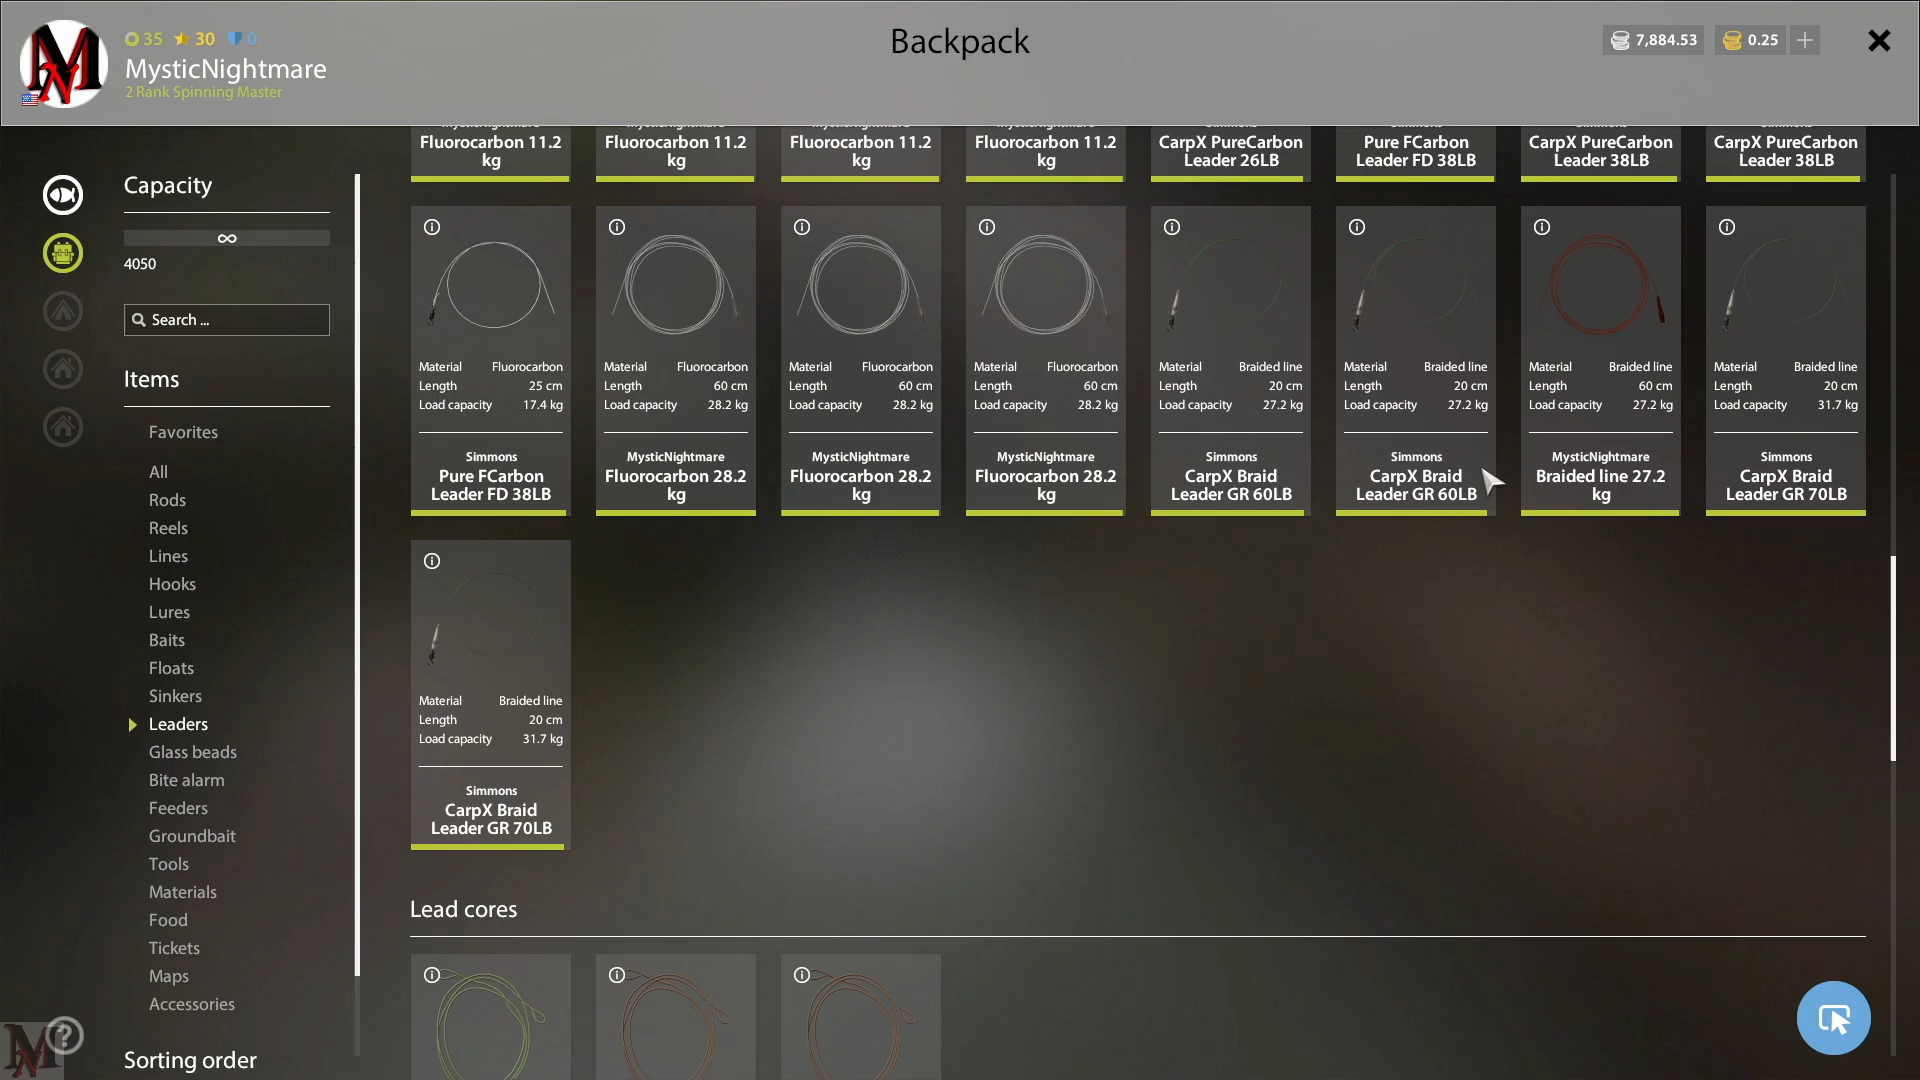 35 30 0
MysticNightmare
2 Rank Spinning Master
Backpack
7,884.53
0.25
Capacity
∞
4050
Search ...
Items
Favorites
All
Rods
Reels
Lines
Hooks
Lures
Baits
Floats
Sinkers
Leaders
Glass beads
Bite alarm
Feeders
Groundbait
Tools
Materials
Food
Tickets
Maps
Accessories
Sorting order
Fluorocarbon 11.2
kg
Fluorocarbon 11.2
kg
Fluorocarbon 11.2
kg
Fluorocarbon 11.2
kg
CarpX PureCarbon
Leader 26LB
Pure FCarbon
Leader FD 38LB
CarpX PureCarbon
Leader 38LB
CarpX PureCarbon
Leader 38LB
Material Fluorocarbon
Length 25 cm
Load capacity 17.4 kg
Simmons
Pure FCarbon
Leader FD 38LB
Material Fluorocarbon
Length 60 cm
Load capacity 28.2 kg
MysticNightmare
Fluorocarbon 28.2
kg
Material Fluorocarbon
Length 60 cm
Load capacity 28.2 kg
MysticNightmare
Fluorocarbon 28.2
kg
Material Fluorocarbon
Length 60 cm
Load capacity 28.2 kg
MysticNightmare
Fluorocarbon 28.2
kg
Material Braided line
Length 20 cm
Load capacity 27.2 kg
Simmons
CarpX Braid
Leader GR 60LB
Material Braided line
Length 20 cm
Load capacity 27.2 kg
Simmons
CarpX Braid
Leader GR 60LB
Material Braided line
Length 60 cm
Load capacity 27.2 kg
MysticNightmare
Braided line 27.2
kg
Material Braided line
Length 20 cm
Load capacity 31.7 kg
Simmons
CarpX Braid
Leader GR 70LB
Material Braided line
Length 20 cm
Load capacity 31.7 kg
Simmons
CarpX Braid
Leader GR 70LB
Lead cores